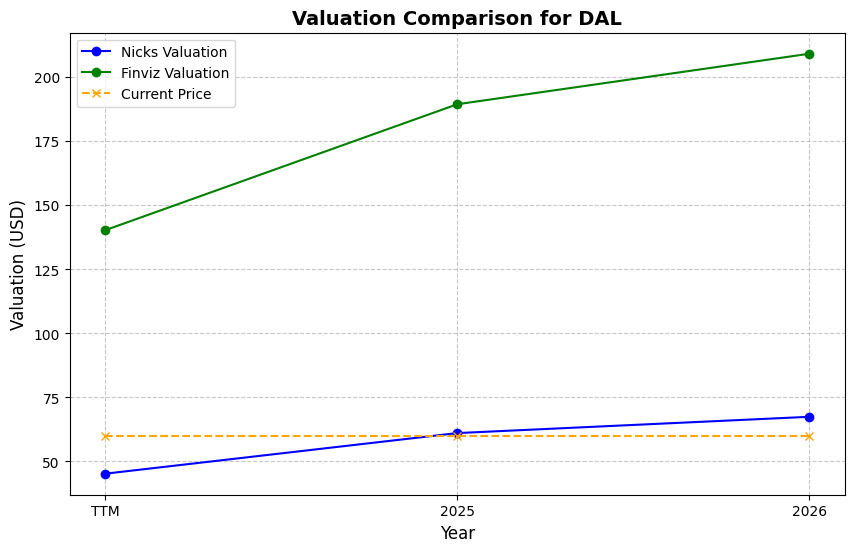 Valuation Comparison for DAL
Nicks Valuation
Finviz Valuation
Current Price
Valuation (USD)
200
175
150
125
100
75
50
TTM
2025
2026
Year